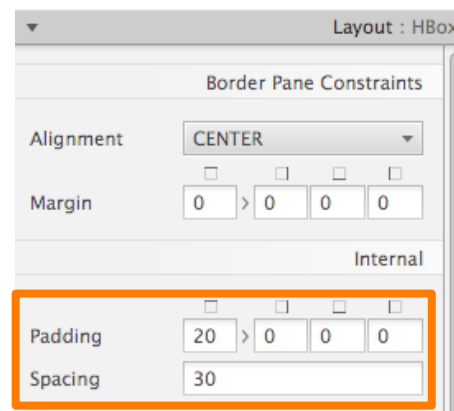 Layout : HBox
Border Pane Constraints
Alignment CENTER
Margin 0 > 0 0 0
Internal
Padding 20 > 0 0 0
Spacing 30